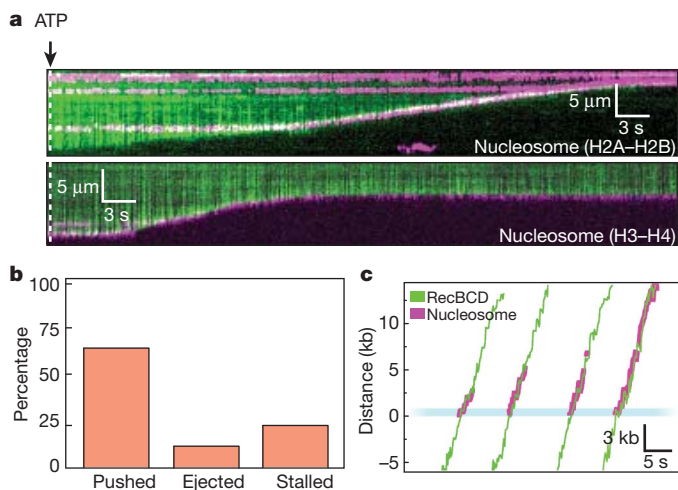 a ATP
5 μm
3 s
Nucleosome (H2A–H2B)
5 μm
3 s
Nucleosome (H3–H4)
b
Percentage
100
75
50
25
0
Pushed Ejected Stalled
c
RecBCD
Nucleosome
Distance (kb)
10
5
0
–5
3 kb
5 s